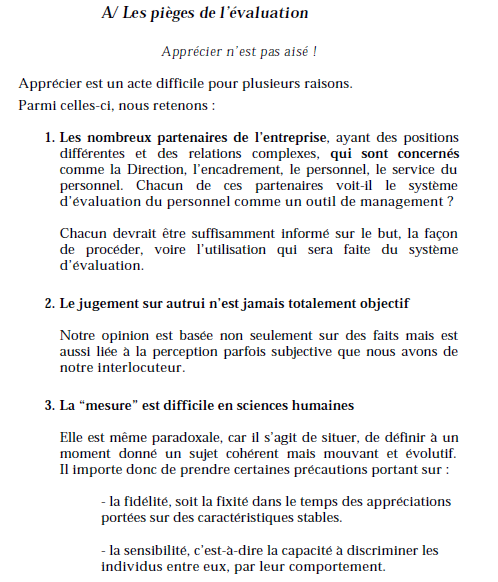 A/ Les pièges de l'évaluation
Apprécier n'est pas aisé !
Apprécier est un acte difficile pour plusieurs raisons.
Parmi celles-ci, nous retenons :
1. Les nombreux partenaires de l'entreprise, ayant des positions
différentes et des relations complexes, qui sont concernés
comme la Direction, l'encadrement, le personnel, le service du
personnel. Chacun de ces partenaires voit-il le système
d'évaluation du personnel comme un outil de management ?
Chacun devrait être suffisamment informé sur le but, la façon
de procéder, voire l'utilisation qui sera faite du système
d'évaluation.
2. Le jugement sur autrui n'est jamais totalement objectif
Notre opinion est basée non seulement sur des faits mais est
aussi liée à la perception parfois subjective que nous avons de
notre interlocuteur.
3. La “mesure” est difficile en sciences humaines
Elle est même paradoxale, car il s'agit de situer, de définir à un
moment donné un sujet cohérent mais mouvant et évolutif.
Il importe donc de prendre certaines précautions portant sur :
- la fidélité, soit la fixité dans le temps des appréciations
portées sur des caractéristiques stables.
- la sensibilité, c'est-à-dire la capacité à discriminer les
individus entre eux, par leur comportement.